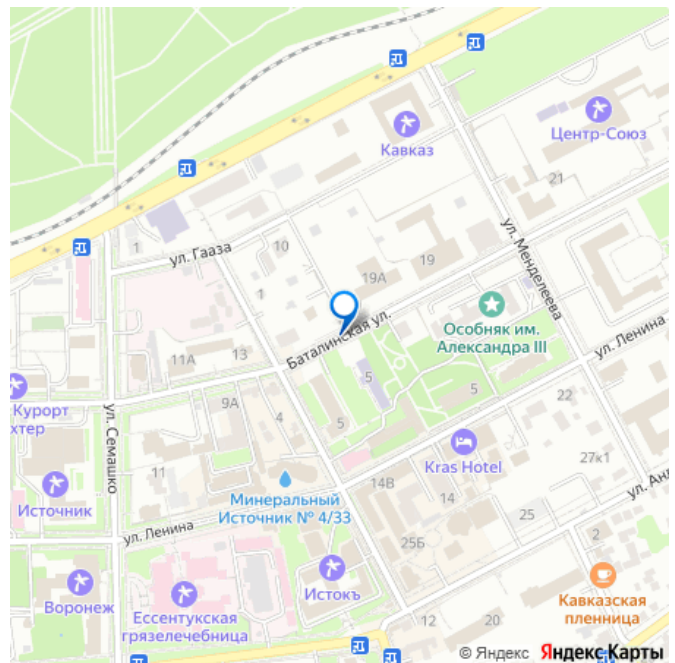 Кавказ
Центр-Союз
21
ул. Гааза
10
1
ул. Менделеева
19
19А
1
Особняк им.
Александра III
Баталинская ул.
ул. Ленина
13
11А
5
5
22
Курорт
хтер
ул. Семашко
9А
4
5
Kras Hotel
27к1
11
Источник
Минеральный
Источник № 4/33
14В
14
ул. Анд
25
ул. Ленина
25Б
2
Воронеж
Ессентукская
грязелечебница
Истокъ
Кавказская
пленница
12
20
© Яндекс Яндекс Карты